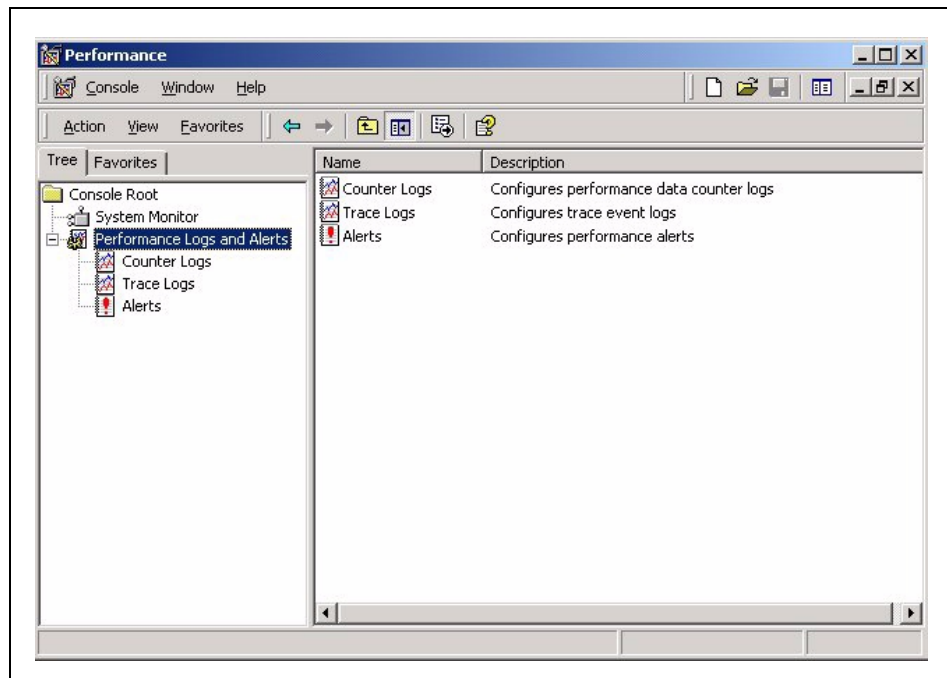 Performance
Console Window Help
Action View Favorites
Tree Favorites
Name Description
Console Root
System Monitor
Performance Logs and Alerts
Counter Logs
Trace Logs
Alerts
Counter Logs Configures performance data counter logs
Trace Logs Configures trace event logs
Alerts Configures performance alerts